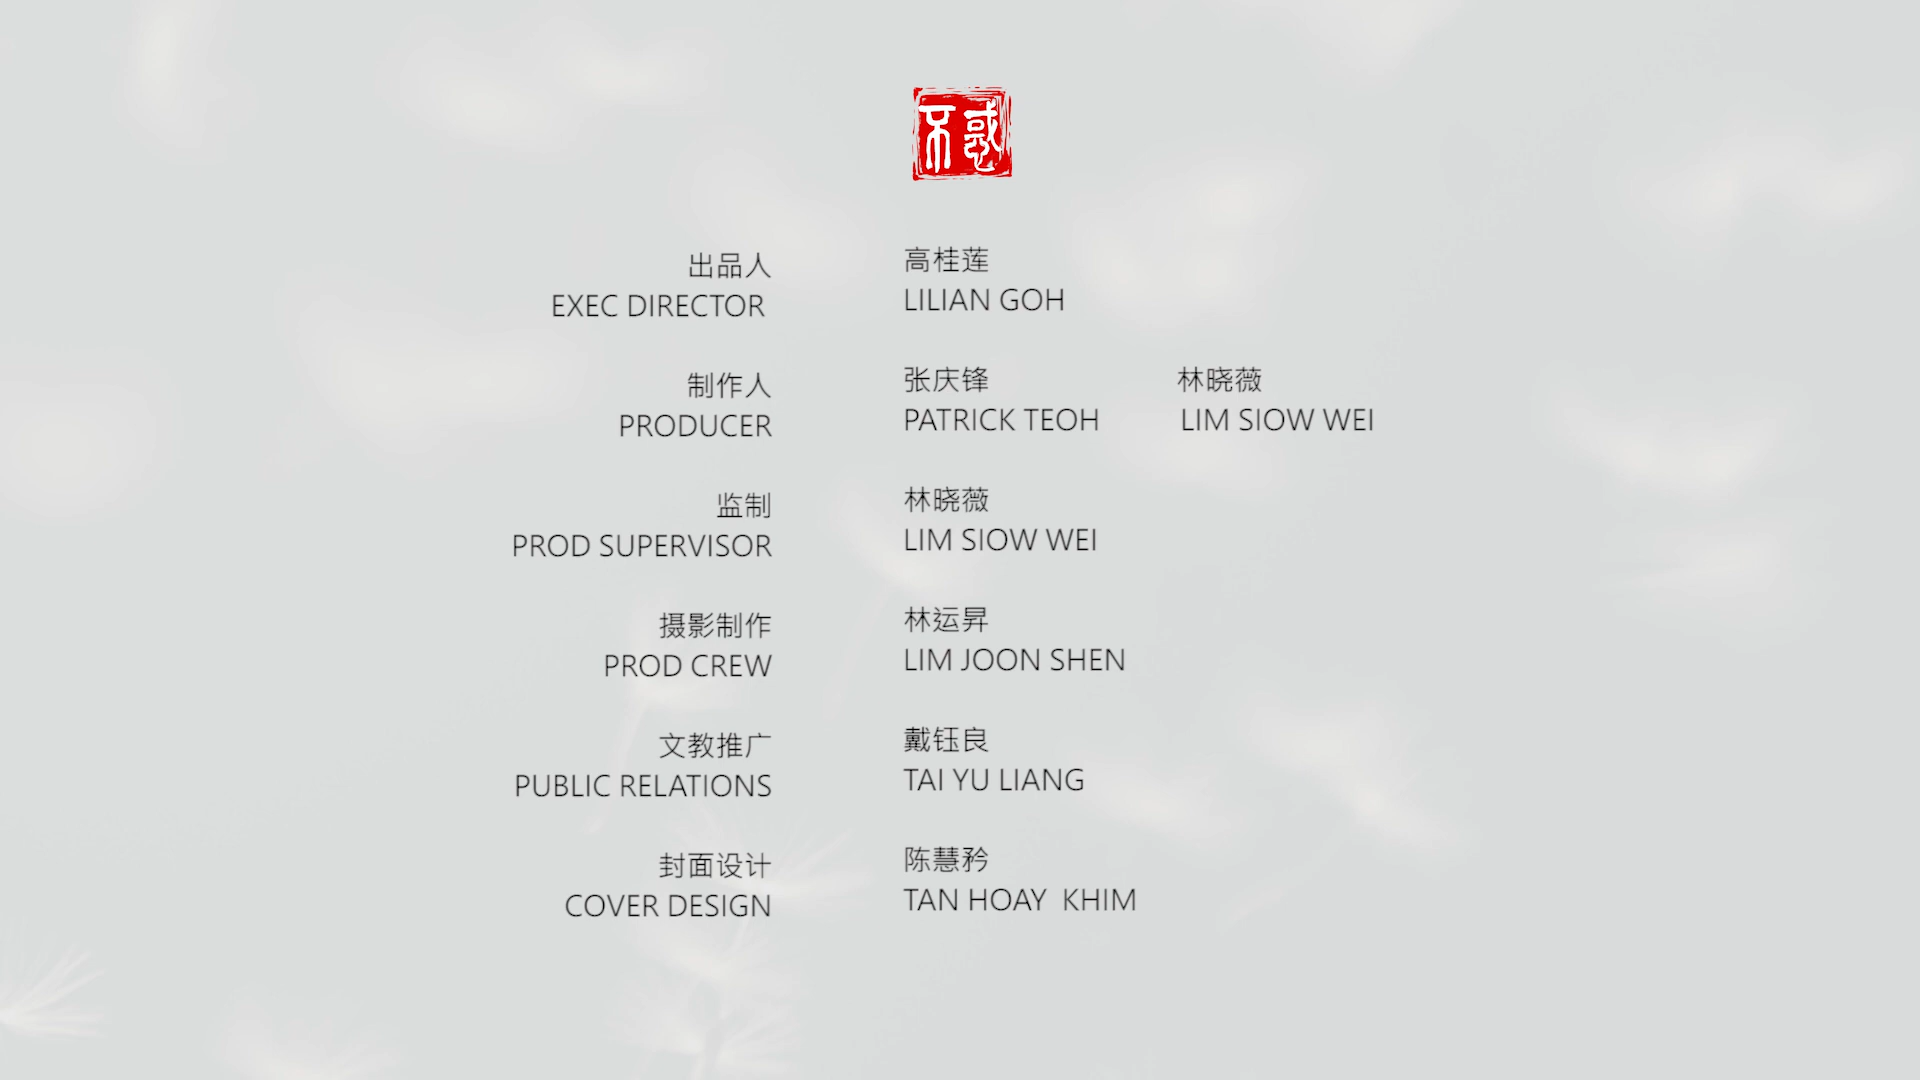 不惑
出品人 高桂莲
EXEC DIRECTOR LILIAN GOH
制作人 张庆锋 林晓薇
PRODUCER PATRICK TEOH LIM SIOW WEI
监制 林晓薇
PROD SUPERVISOR LIM SIOW WEI
摄影制作 林运昇
PROD CREW LIM JOON SHEN
文教推广 戴钰良
PUBLIC RELATIONS TAI YU LIANG
封面设计 陈慧矜
COVER DESIGN TAN HOAY  KHIM